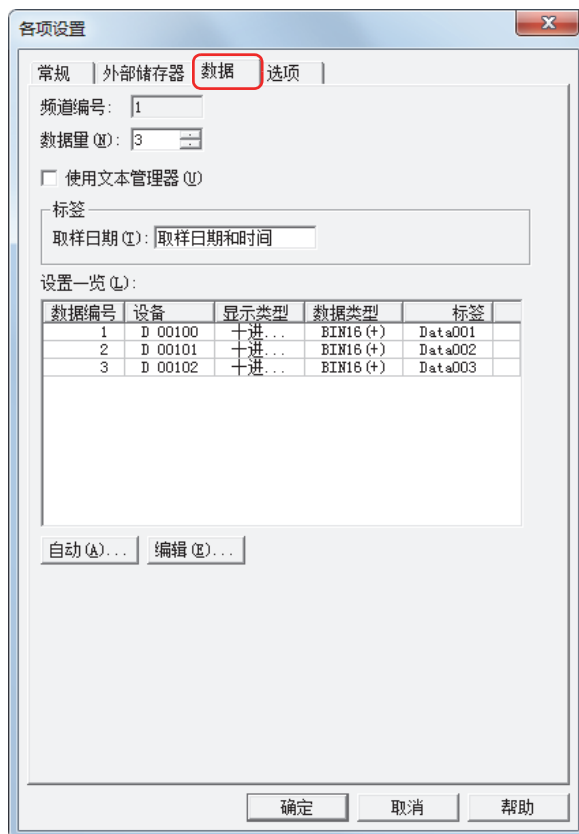 各项设置
常规 外部储存器 数据 选项
频道编号: 1
数据量(N): 3
使用文本管理器(U)
标签
取样日期(T): 取样日期和时间
设置一览(L):
数据编号 设备 显示类型 数据类型 标签
1 D 00100 十进... BIN16(+) Data001
2 D 00101 十进... BIN16(+) Data002
3 D 00102 十进... BIN16(+) Data003
自动(A)... 编辑(E)...
确定 取消 帮助